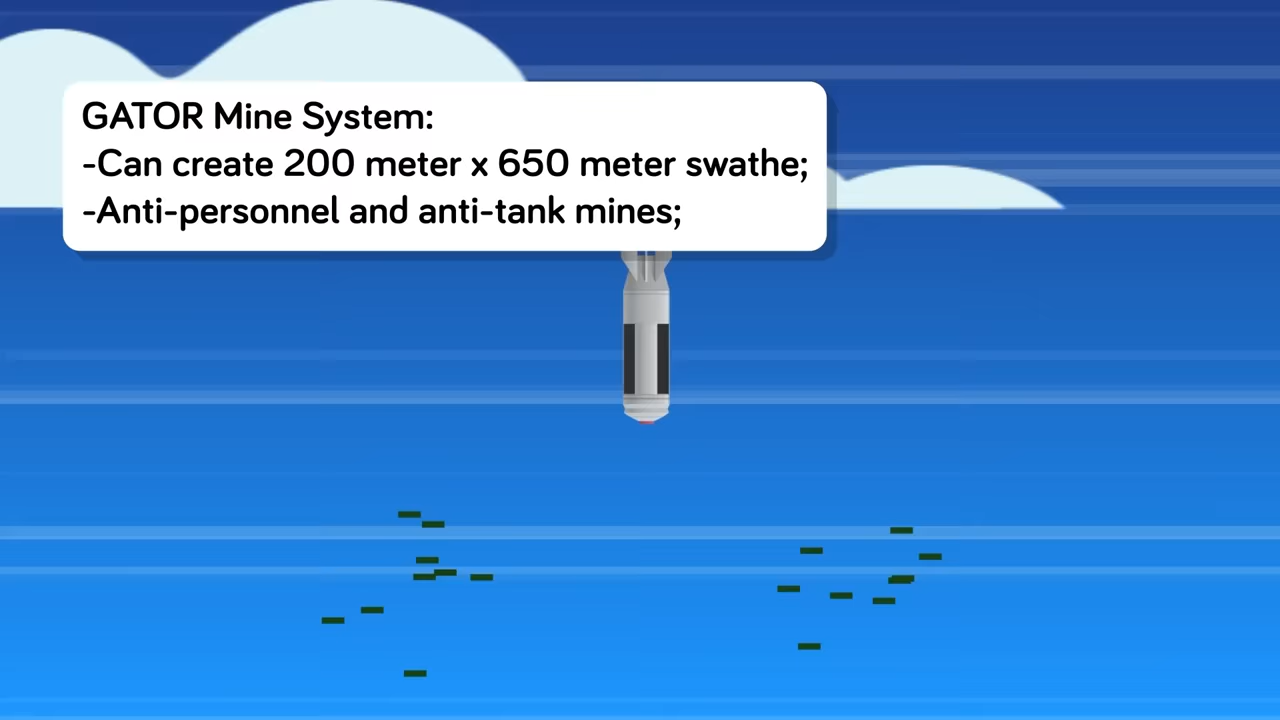 GATOR Mine System:
-Can create 200 meter x 650 meter swathe;
-Anti-personnel and anti-tank mines;